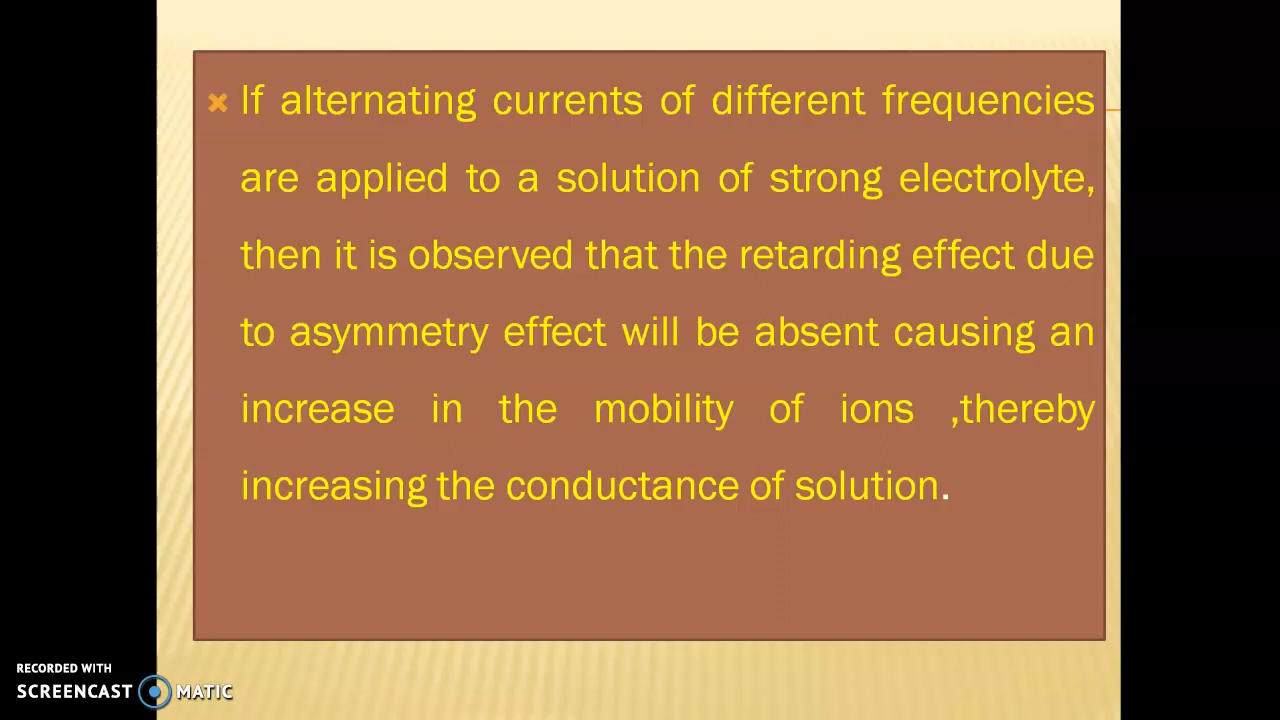 If alternating currents of different frequencies
are applied to a solution of strong electrolyte,
then it is observed that the retarding effect due
to asymmetry effect will be absent causing an
increase in the mobility of ions ,thereby
increasing the conductance of solution.
RECORDED WITH
SCREENCAST MATIC